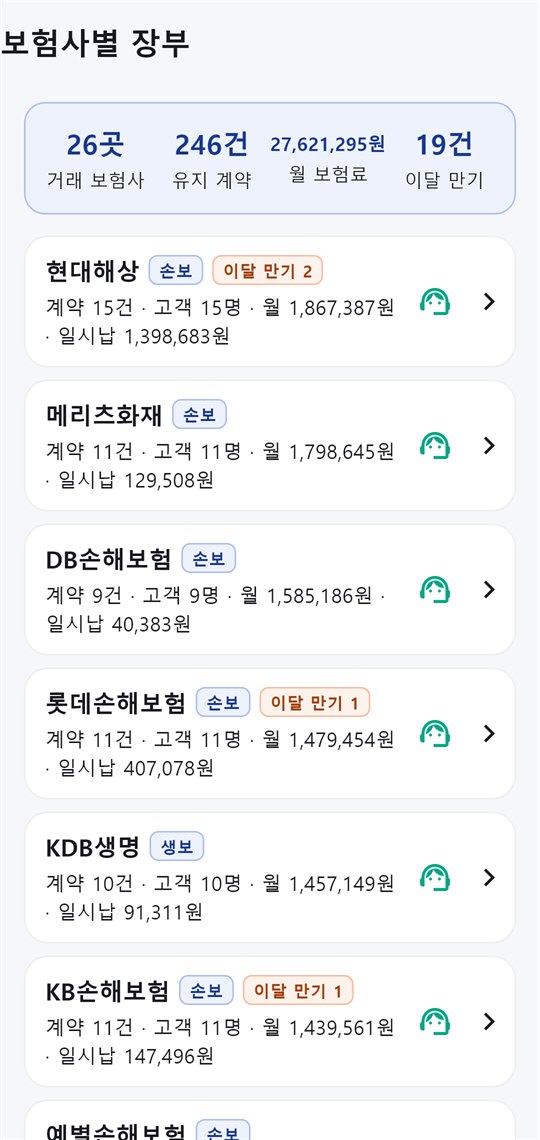 보험사별 장부
26곳 246건 27,621,295원 19건
거래 보험사 유지 계약 월 보험료 이달 만기
현대해상 손보 이달 만기 2
계약 15건 · 고객 15명 · 월 1,867,387원
· 일시납 1,398,683원
메리츠화재 손보
계약 11건 · 고객 11명 · 월 1,798,645원
· 일시납 129,508원
DB손해보험 손보
계약 9건 · 고객 9명 · 월 1,585,186원 ·
일시납 40,383원
롯데손해보험 손보 이달 만기 1
계약 11건 · 고객 11명 · 월 1,479,454원
· 일시납 407,078원
KDB생명 생보
계약 10건 · 고객 10명 · 월 1,457,149원
· 일시납 91,311원
KB손해보험 손보 이달 만기 1
계약 11건 · 고객 11명 · 월 1,439,561원
· 일시납 147,496원
예별손해보험 손보